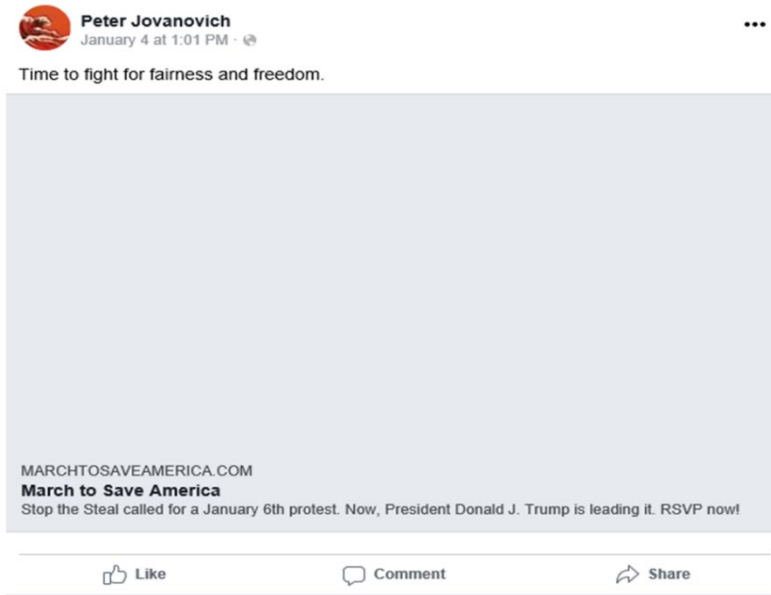 Peter Jovanovich
January 4 at 1:01 PM ·
Time to fight for fairness and freedom.
MARCHTOSAVEAMERICA.COM
March to Save America
Stop the Steal called for a January 6th protest. Now, President Donald J. Trump is leading it. RSVP now!
Like Comment Share